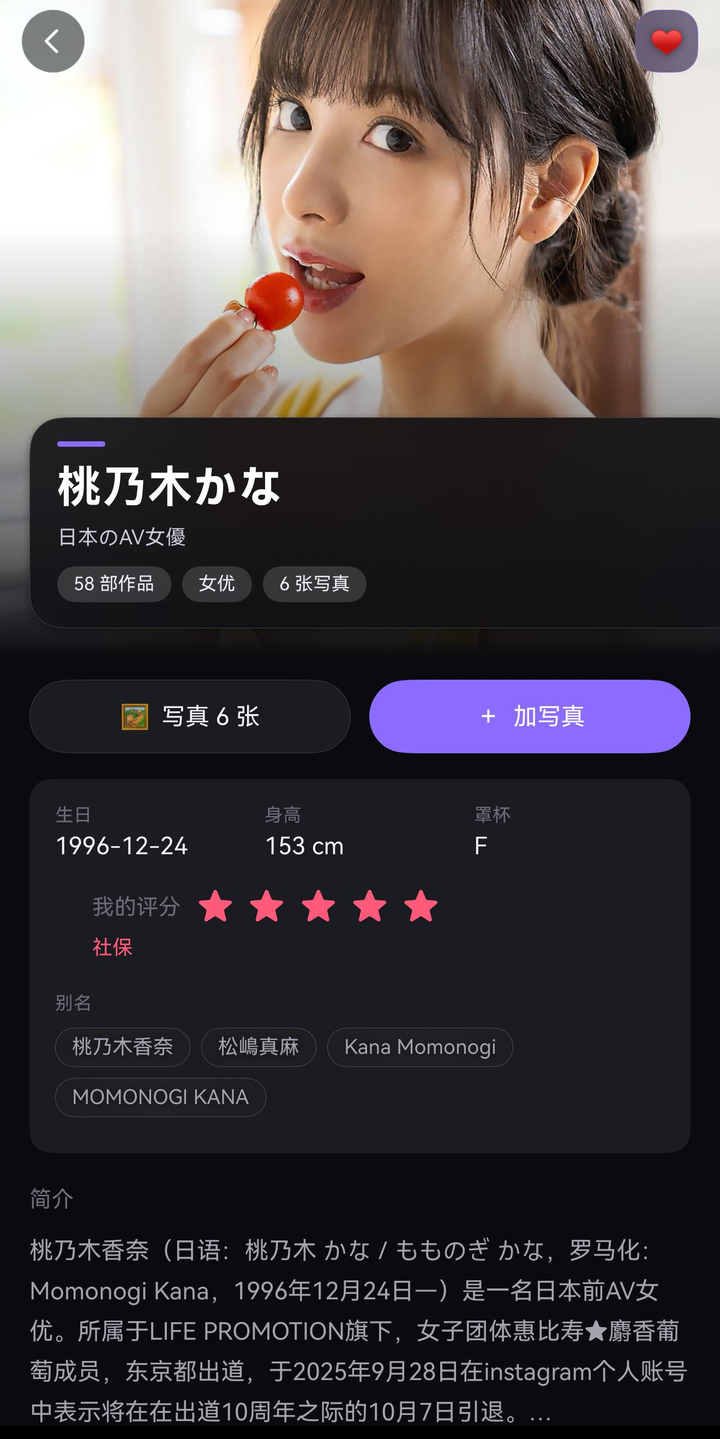 桃乃木かな
日本のAV女優
58 部作品 女优 6 张写真
写真 6 张 + 加写真
生日 身高 罩杯
1996-12-24 153 cm F
我的评分
社保
别名
桃乃木香奈 松嶋真麻 Kana Momonogi
MOMONOGI KANA
简介
桃乃木香奈（日语：桃乃木 かな / もものぎ かな，罗马化：
Momonogi Kana，1996年12月24日—）是一名日本前AV女
优。所属于LIFE PROMOTION旗下，女子团体惠比寿★麝香葡
萄成员，东京都出道，于2025年9月28日在instagram个人账号
中表示将在在出道10周年之际的10月7日引退。…